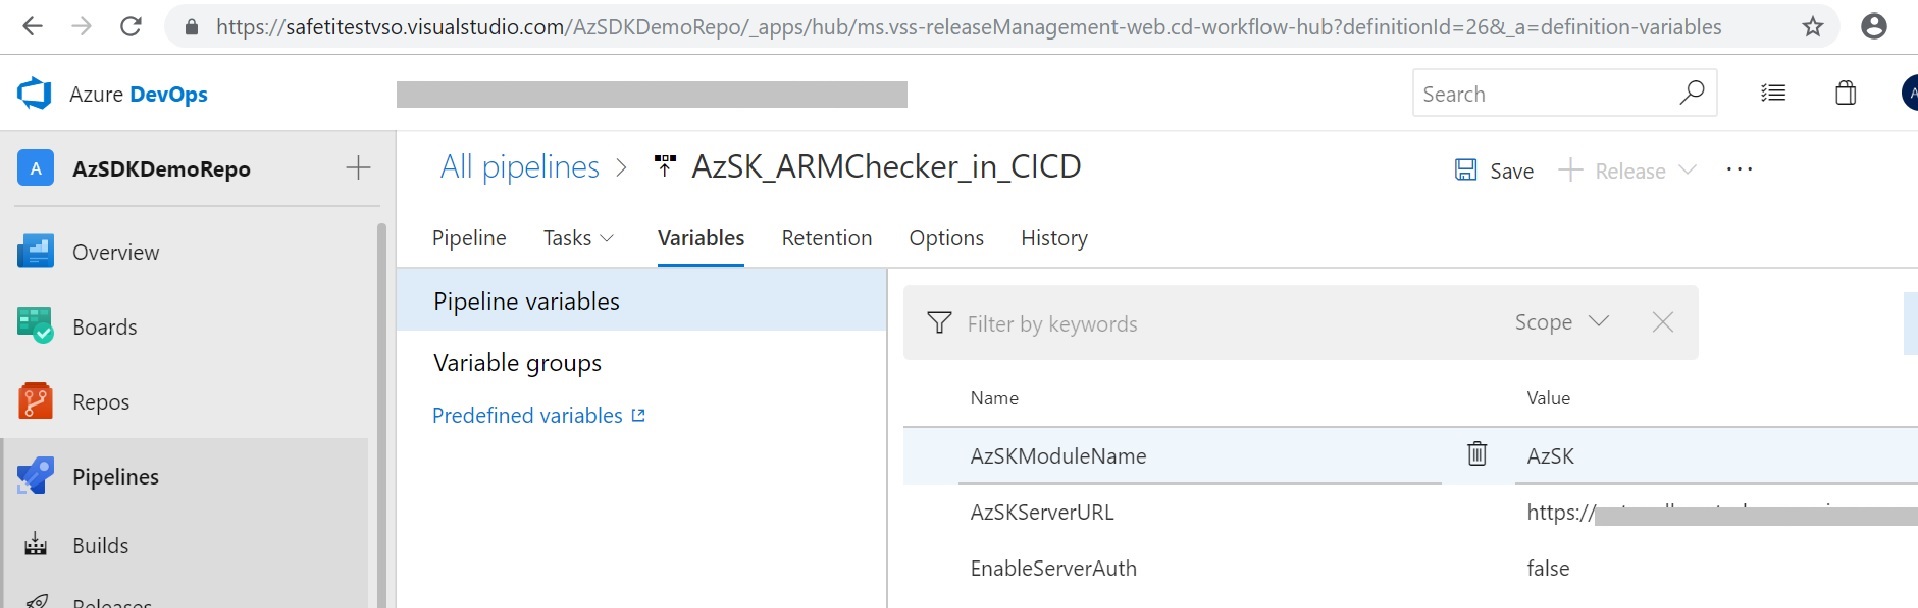 https://safetitestvso.visualstudio.com/AzSDKDemoRepo/_apps/hub/ms.vss-releaseManagement-web.cd-workflow-hub?definitionId=26&_a=definition-variables
Azure DevOps
Search
A
A AzSDKDemoRepo
All pipelines > AzSK_ARMChecker_in_CICD
Save
Release
...
Overview
Boards
Repos
Pipelines
Builds
Releases
Pipeline Tasks Variables Retention Options History
Pipeline variables
Variable groups
Predefined variables
Filter by keywords
Scope
Name Value
AzSKModuleName AzSK
AzSKServerURL https://
EnableServerAuth false